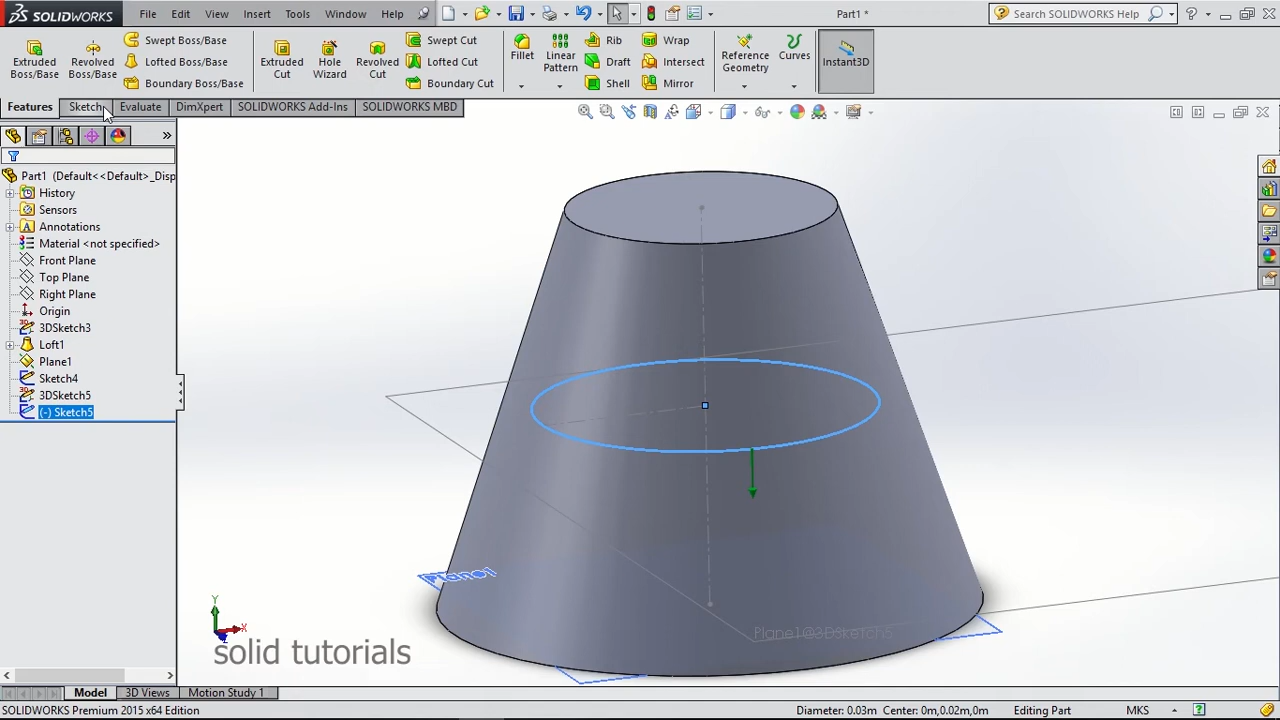 SOLIDWORKS File Edit View Insert Tools Window Help Part1 * Search SOLIDWORKS Help
Extruded Boss/Base
Revolved Boss/Base
Swept Boss/Base
Lofted Boss/Base
Boundary Boss/Base
Extruded Cut
Hole Wizard
Revolved Cut
Swept Cut
Lofted Cut
Boundary Cut
Fillet
Linear Pattern
Rib
Draft
Shell
Wrap
Intersect
Mirror
Reference Geometry
Curves
Instant3D
Features Sketch Evaluate DimXpert SOLIDWORKS Add-Ins SOLIDWORKS MBD
Part1 (Default<<Default>_Disp
History
Sensors
Annotations
Material <not specified>
Front Plane
Top Plane
Right Plane
Origin
3DSketch3
Loft1
Plane1
Sketch4
3DSketch5
(-) Sketch5
Plane1
Plane1@3DSketch5
Y
X
Z
solid tutorials
Model 3D Views Motion Study 1
SOLIDWORKS Premium 2015 x64 Edition Diameter: 0.03m Center: 0m,0.02m,0m Editing Part MKS